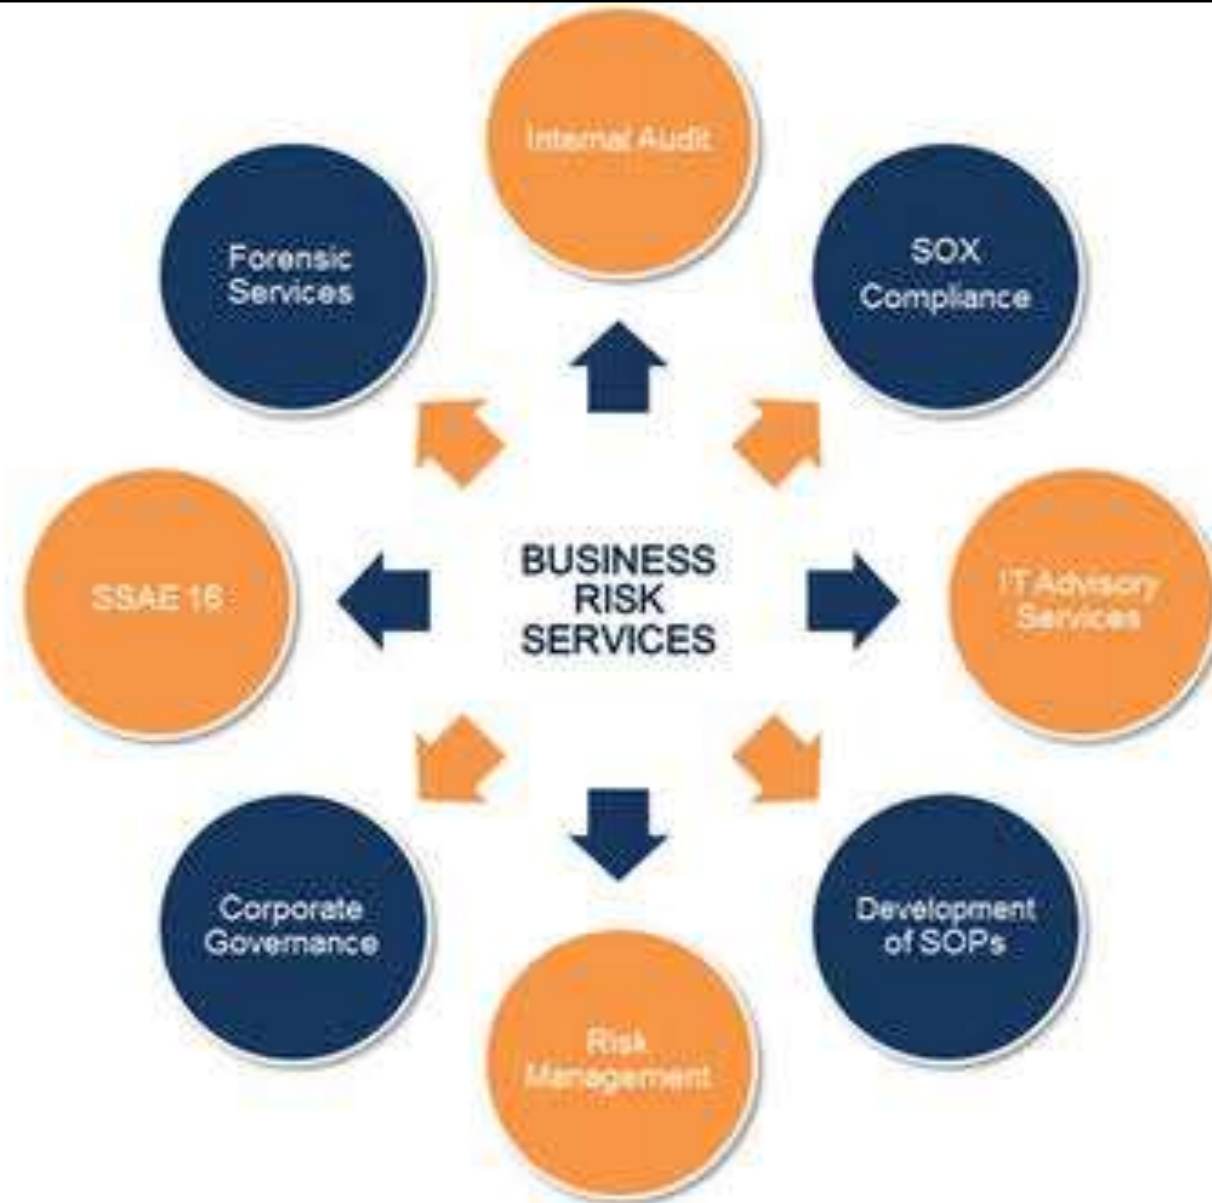 Internal Audit
Forensic
Services
SOX
Compliance
BUSINESS
RISK
SERVICES
SSAE 16
IT Advisory
Services
Corporate
Governance
Development
of SOPs
Risk
Management